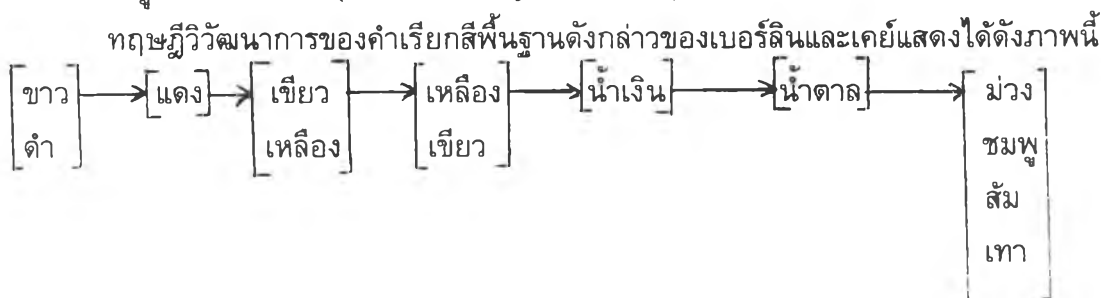 ทฤษฎีวิวัฒนาการของคำเรียกสีพื้นฐานดังกล่าวของเบอร์ลินและเคย์แสดงได้ดังภาพนี้
ขาว แดง เขียว เหลือง น้ำเงิน น้ำตาล ม่วง
ดำ เหลือง เขียว ชมพู
ส้ม
เทา